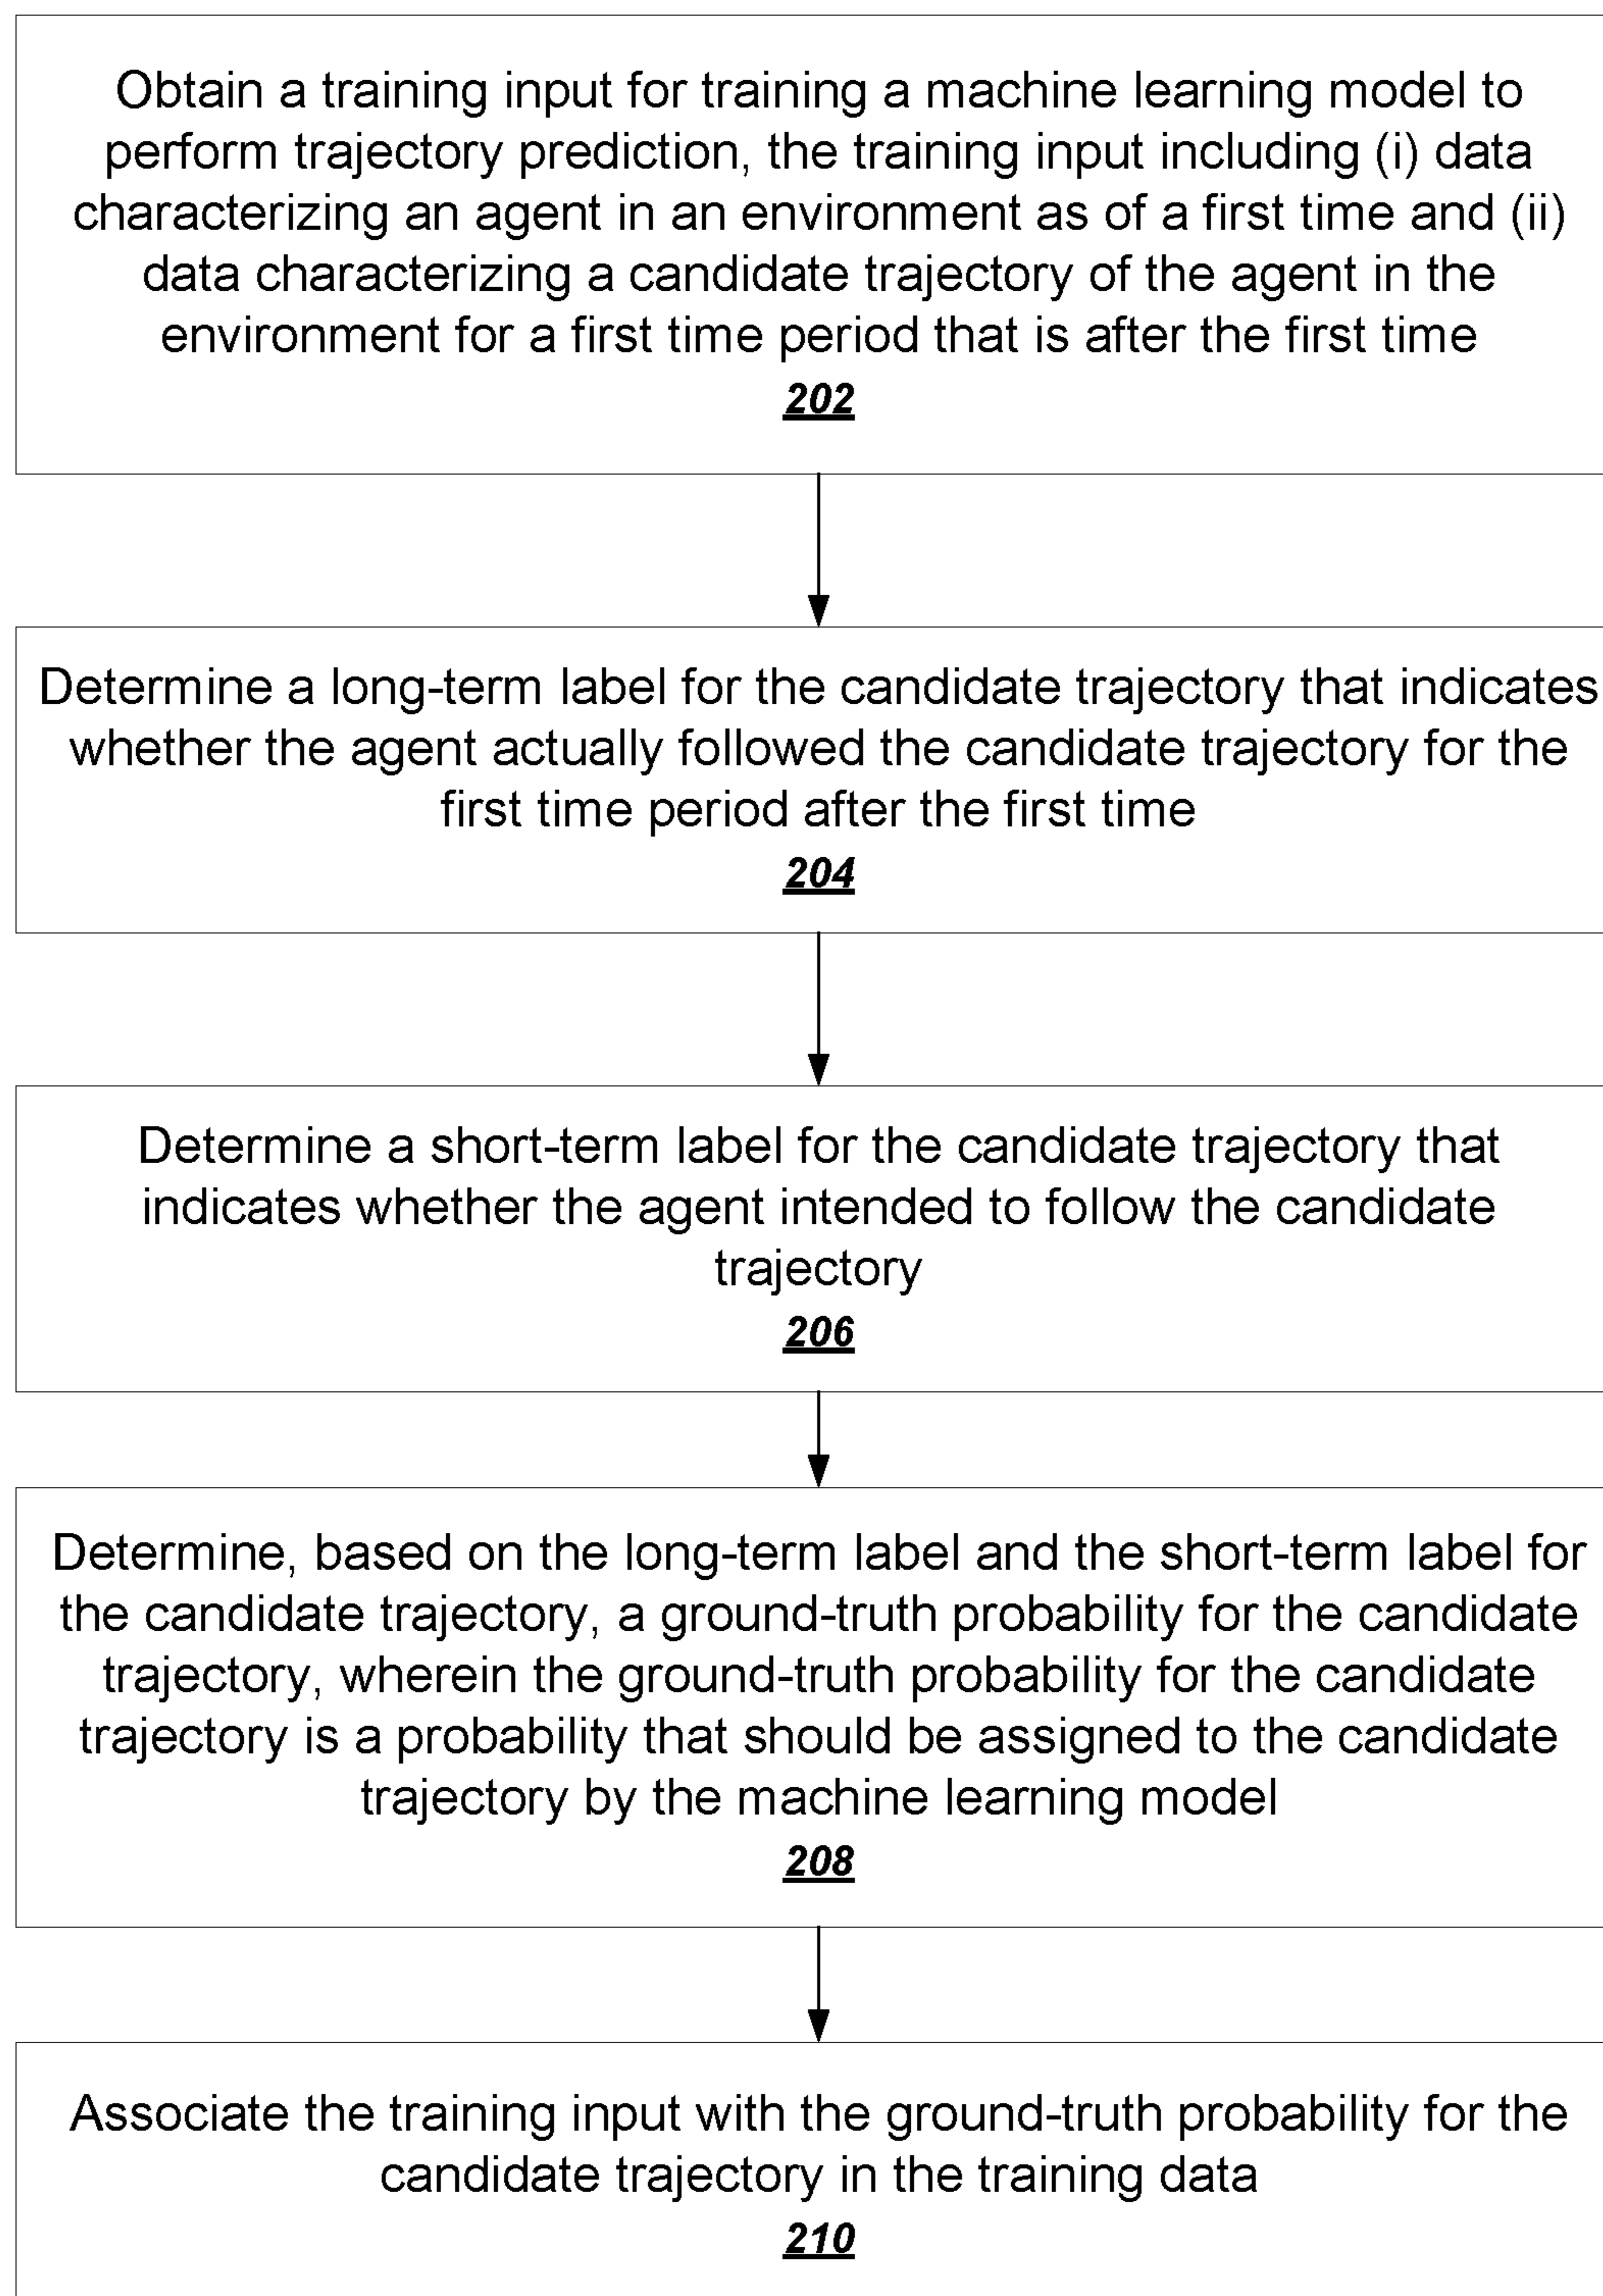 Obtain a training input for training a machine learning model to
perform trajectory prediction, the training input including (i) data
characterizing an agent in an environment as of a first time and (ii)
data characterizing a candidate trajectory of the agent in the
environment for a first time period that is after the first time
202
Determine a long-term label for the candidate trajectory that indicates
whether the agent actually followed the candidate trajectory for the
first time period after the first time
204
Determine a short-term label for the candidate trajectory that
indicates whether the agent intended to follow the candidate
trajectory
206
Determine, based on the long-term label and the short-term label for
the candidate trajectory, a ground-truth probability for the candidate
trajectory, wherein the ground-truth probability for the candidate
trajectory is a probability that should be assigned to the candidate
trajectory by the machine learning model
208
Associate the training input with the ground-truth probability for the
candidate trajectory in the training data
210